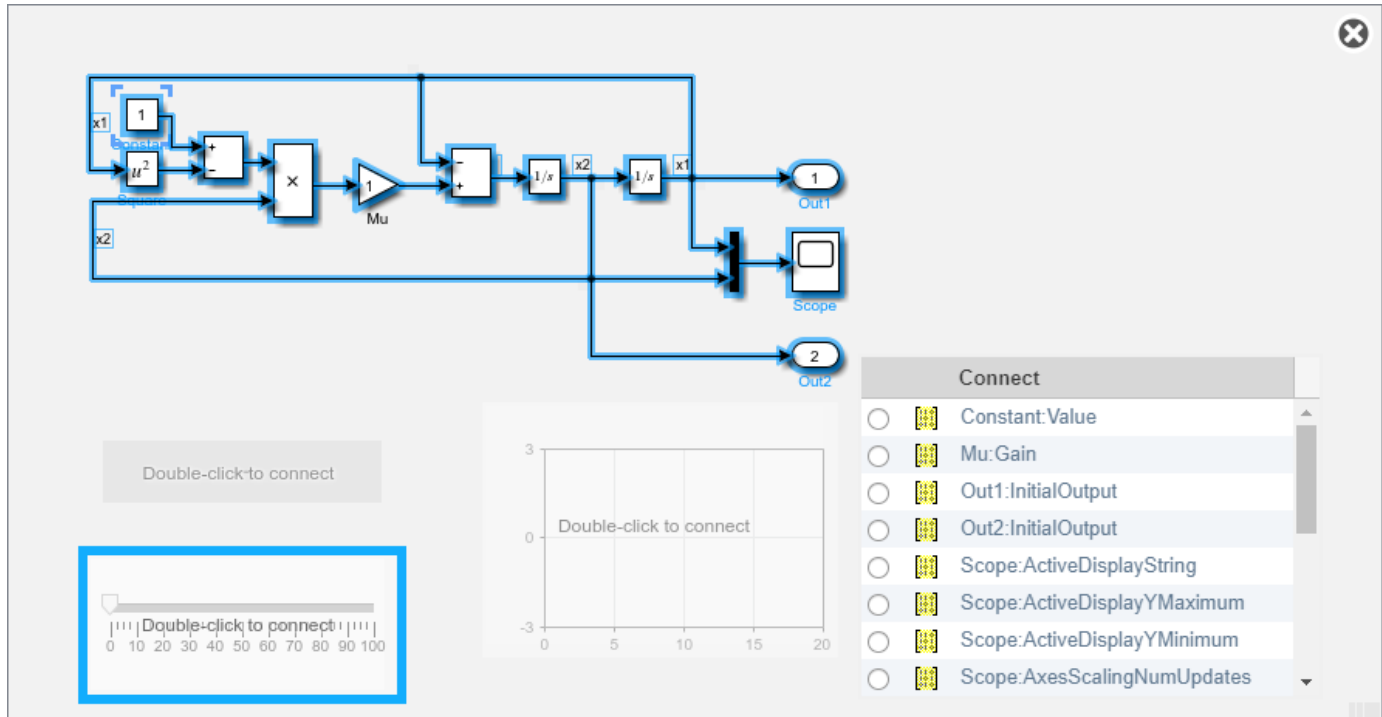 x1
1
Constan
u²
Square
+
−
×
1
Mu
−
+
1/s
x2
1/s
x1
1
Out1
x2
Scope
2
Out2
Connect
Constant:Value
Mu:Gain
Out1:InitialOutput
Out2:InitialOutput
Scope:ActiveDisplayString
Scope:ActiveDisplayYMaximum
Scope:ActiveDisplayYMinimum
Scope:AxesScalingNumUpdates
Double-click to connect
3
0
-3
Double-click to connect
0 5 10 15 20
Double-click to connect
0 10 20 30 40 50 60 70 80 90 100